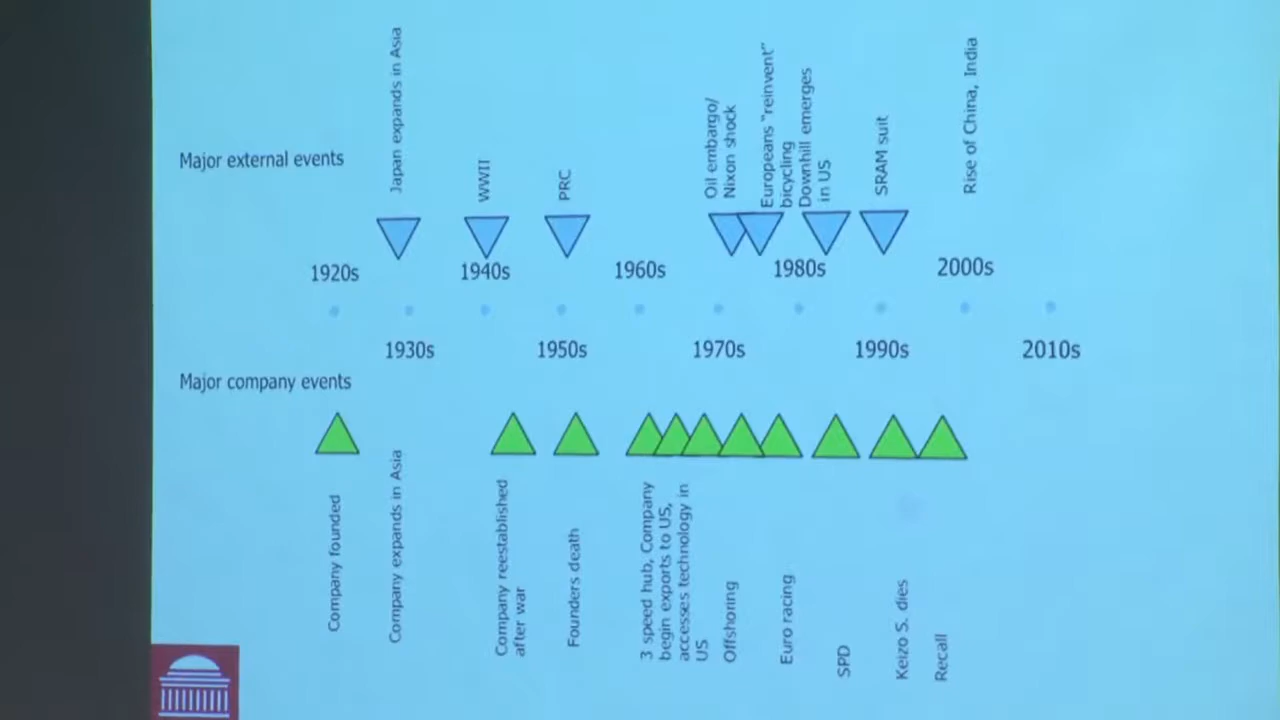 Major external events
Japan expands in Asia
WWII
PRC
Oil embargo/
Nixon shock
Europeans "reinvent"
bicycling
Downhill emerges
in US
SRAM suit
Rise of China, India
1920s
1940s
1960s
1980s
2000s
1930s
1950s
1970s
1990s
2010s
Major company events
Company founded
Company expands in Asia
Company reestablished
after war
Founders death
3 speed hub, Company
begin exports to US,
accesses technology in
US
Offshoring
Euro racing
SPD
Keizo S. dies
Recall